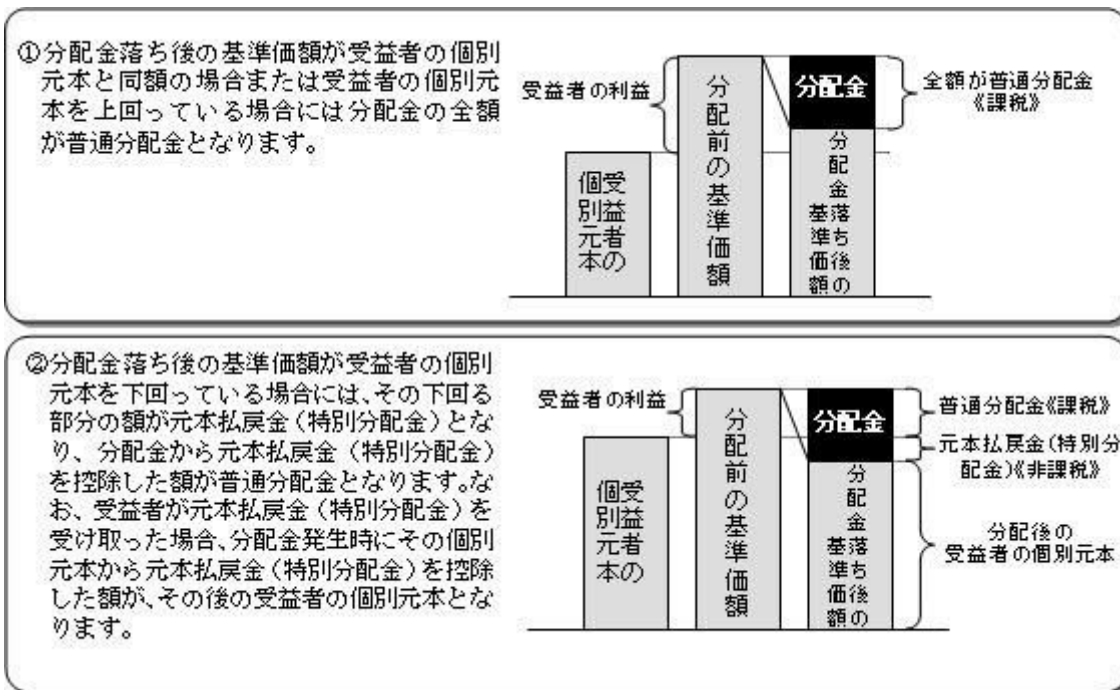 ①分配金落ち後の基準価額が受益者の個別
元本と同額の場合または受益者の個別元
本を上回っている場合には分配金の全額
が普通分配金となります。
受益者の利益
個別元本
受益者の
分配前の基準価額
分配金
分配金落ち後の
基準価額
全額が普通分配金
《課税》
②分配金落ち後の基準価額が受益者の個別
元本を下回っている場合には、その下回る
部分の額が元本払戻金(特別分配金)とな
り、分配金から元本払戻金(特別分配金)
を控除した額が普通分配金となります。な
お、受益者が元本払戻金(特別分配金)を
受け取った場合、分配金発生時にその個別
元本から元本払戻金(特別分配金)を控除
した額が、その後の受益者の個別元本とな
ります。
受益者の利益
受益者の
個別元本
分配前の基準価額
分配金
分配金落ち後の
基準価額
普通分配金《課税》
元本払戻金(特別分
配金)《非課税》
分配後の
受益者の個別元本